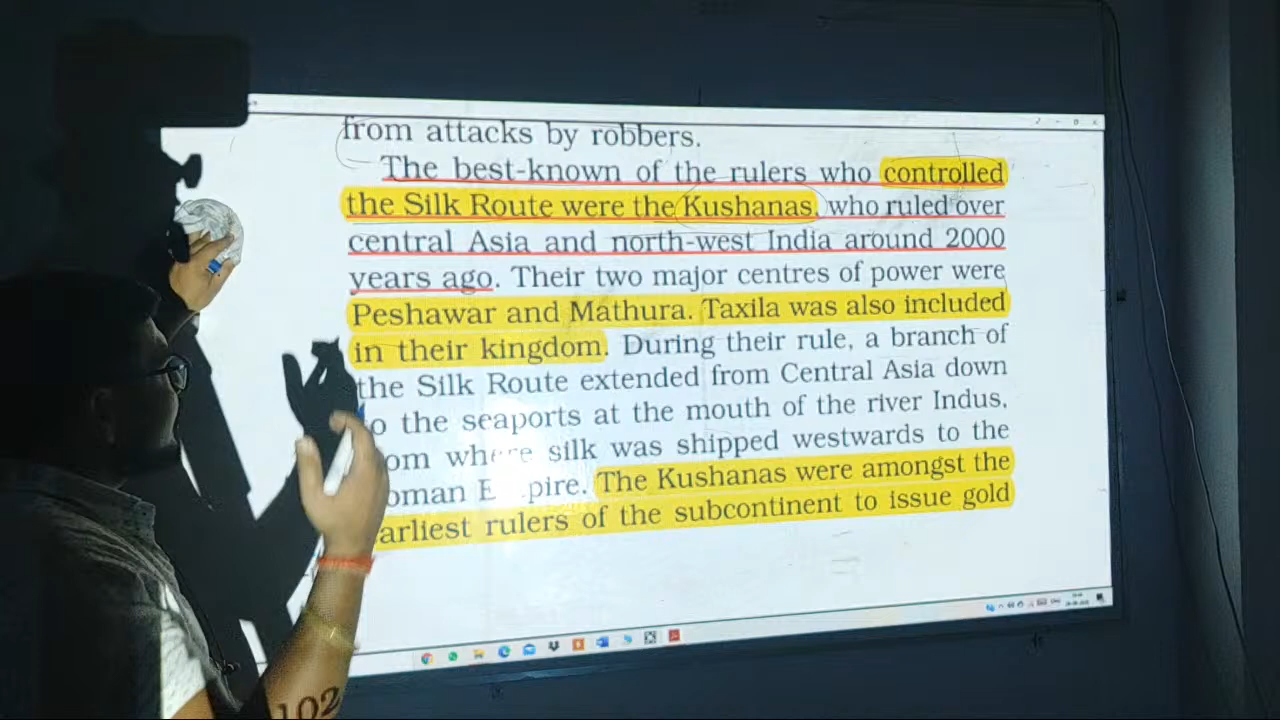 from attacks by robbers.
The best-known of the rulers who controlled
the Silk Route were the Kushanas, who ruled over
central Asia and north-west India around 2000
years ago. Their two major centres of power were
Peshawar and Mathura. Taxila was also included
in their kingdom. During their rule, a branch of
the Silk Route extended from Central Asia down
o the seaports at the mouth of the river Indus,
om where silk was shipped westwards to the
oman E pire. The Kushanas were amongst the
arliest rulers of the subcontinent to issue gold
102